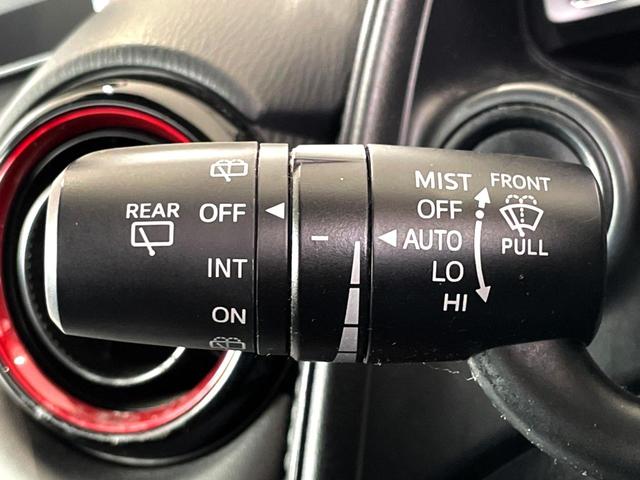 REAR
OFF
INT
ON
MIST
OFF
AUTO
LO
HI
FRONT
PULL